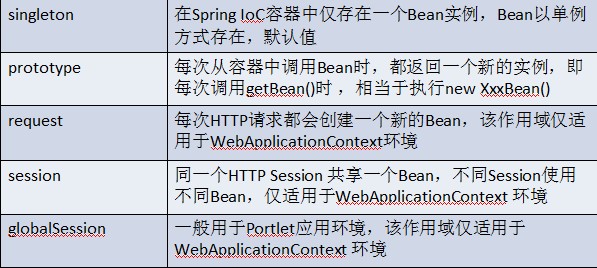 singleton
在Spring IoC容器中仅存在一个Bean实例，Bean以单例
方式存在，默认值
prototype
每次从容器中调用Bean时，都返回一个新的实例，即
每次调用getBean()时 ，相当于执行new XxxBean()
request
每次HTTP请求都会创建一个新的Bean，该作用域仅适
用于WebApplicationContext环境
session
同一个HTTP Session 共享一个Bean，不同Session使用
不同Bean，仅适用于WebApplicationContext 环境
globalSession
一般用于Portlet应用环境，该作用域仅适用于
WebApplicationContext 环境